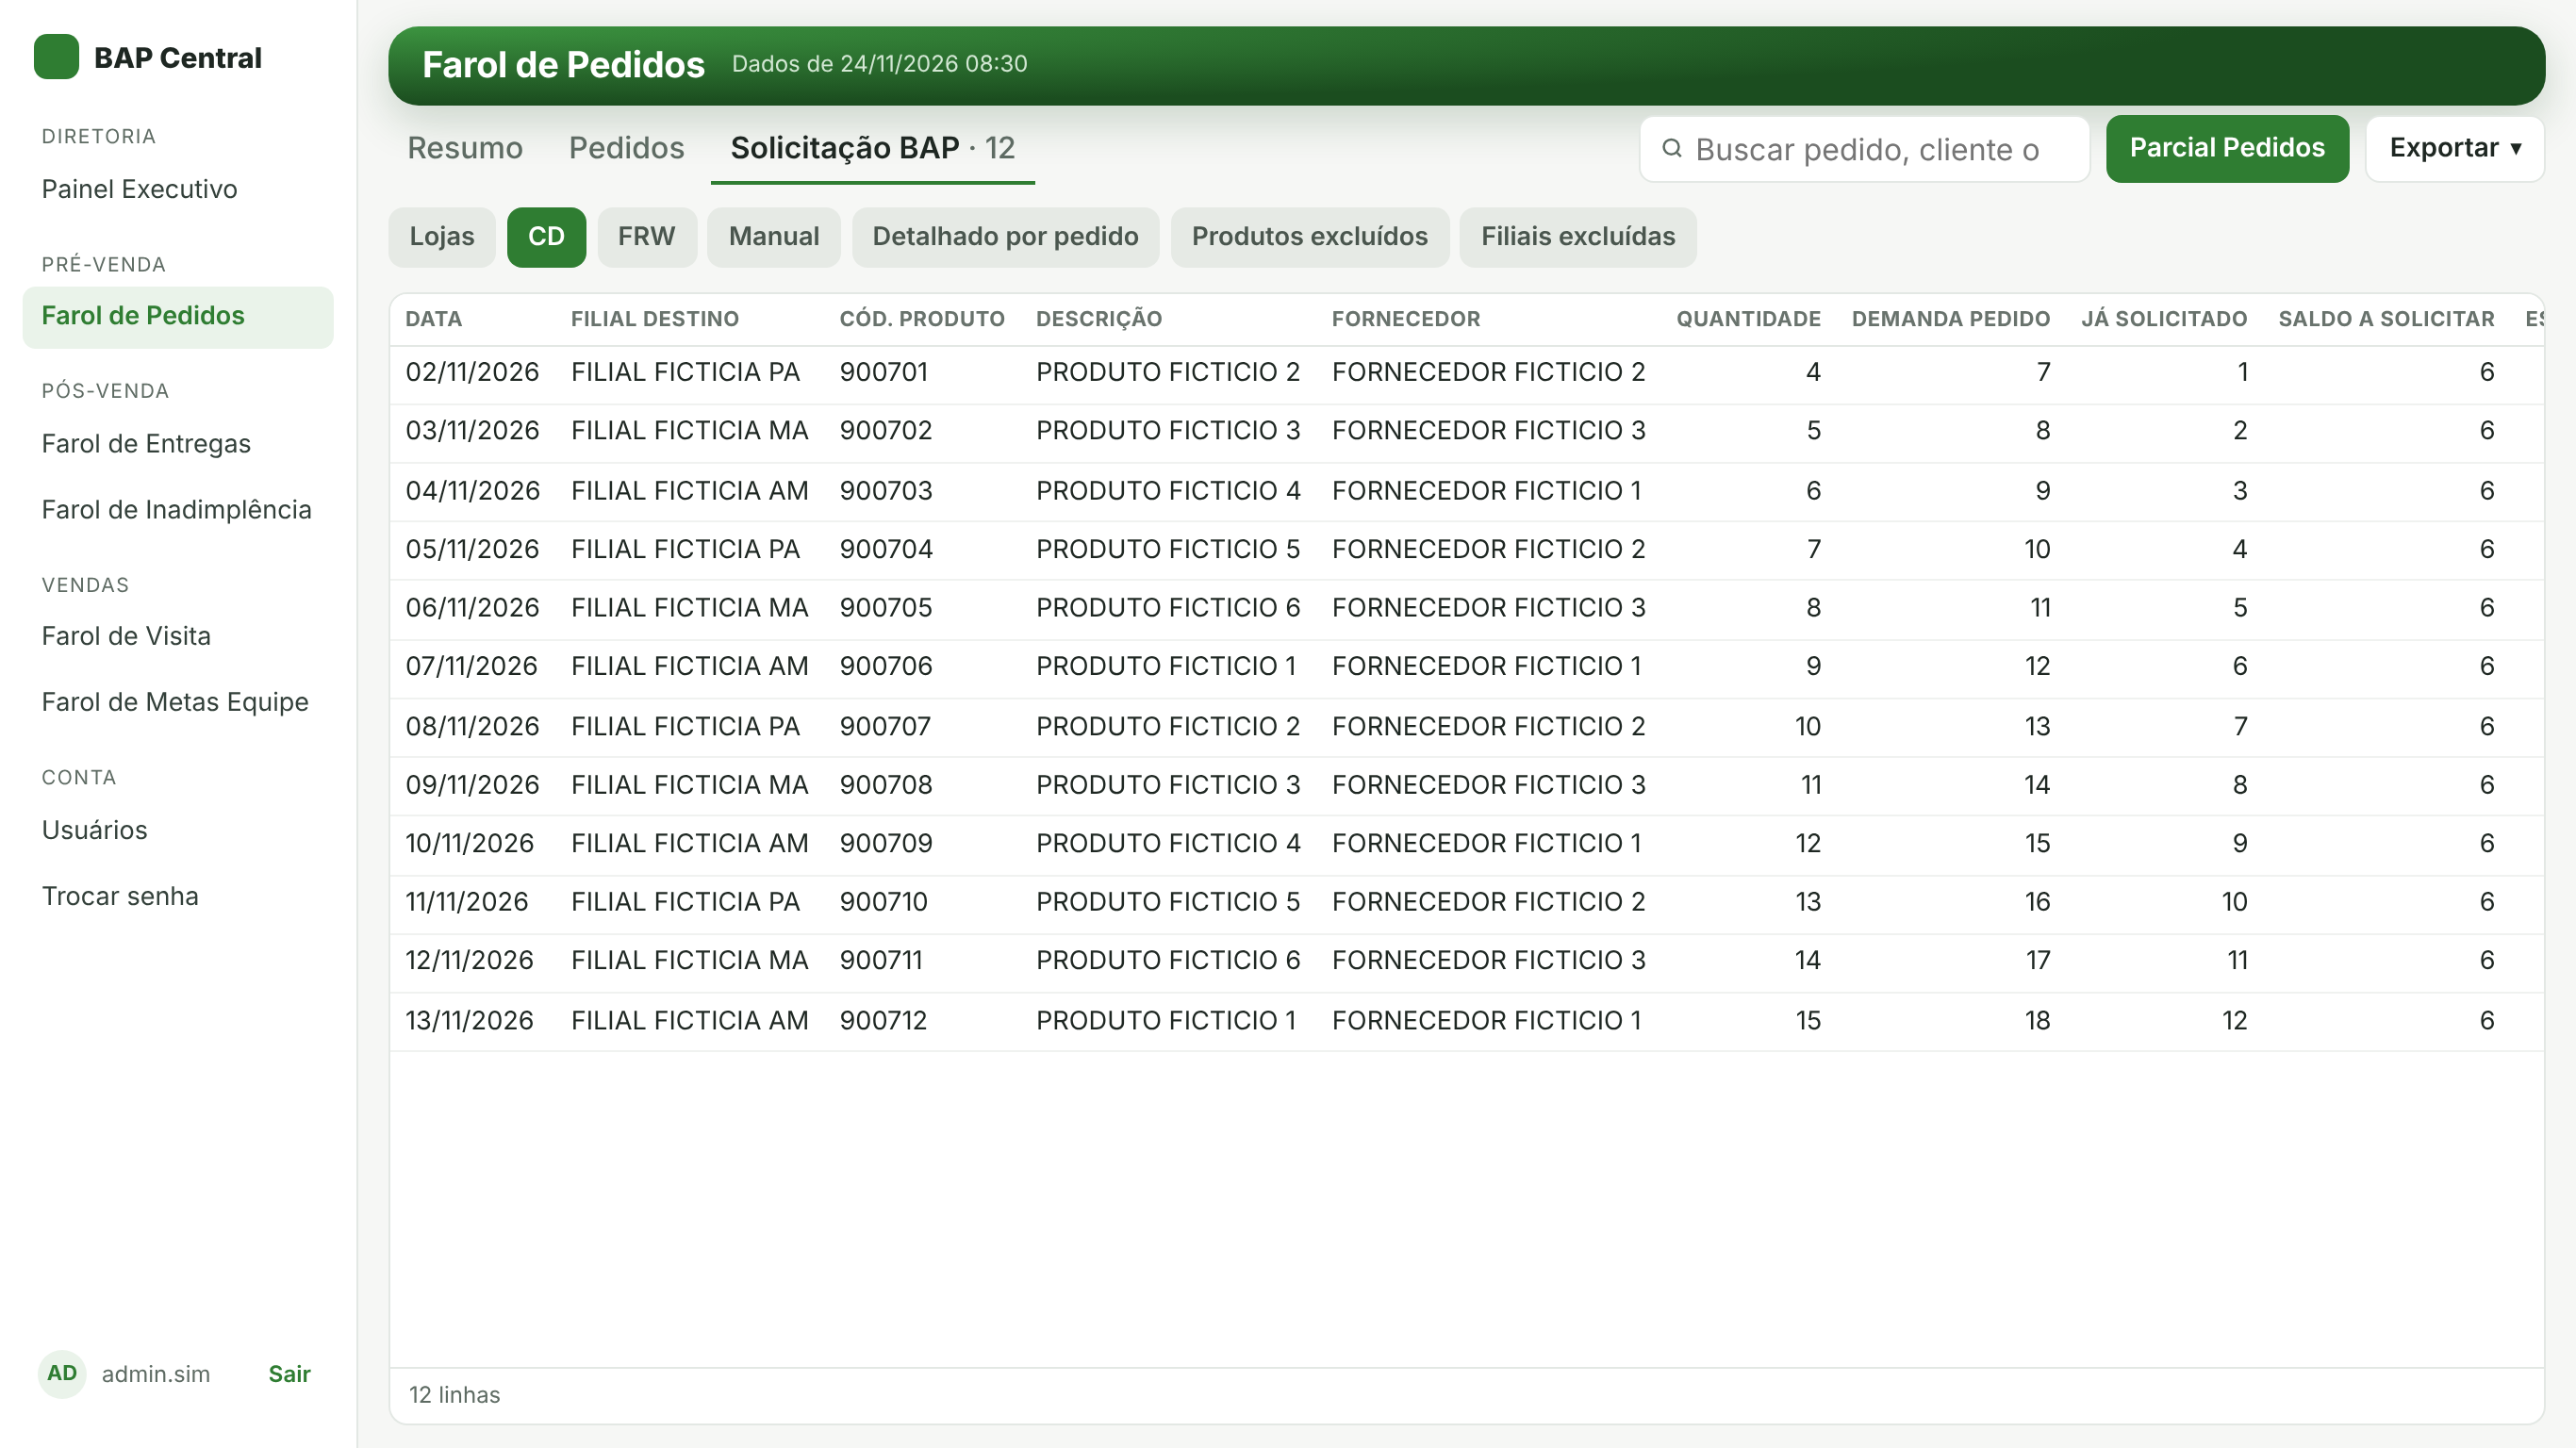 BAP Central
DIRETORIA
Painel Executivo
PRÉ-VENDA
Farol de Pedidos
PÓS-VENDA
Farol de Entregas
Farol de Inadimplência
VENDAS
Farol de Visita
Farol de Metas Equipe
CONTA
Usuários
Trocar senha
AD admin.sim Sair
Farol de Pedidos Dados de 24/11/2026 08:30
Resumo Pedidos Solicitação BAP · 12 Buscar pedido, cliente o Parcial Pedidos Exportar ▾
Lojas CD FRW Manual Detalhado por pedido Produtos excluídos Filiais excluídas
DATA FILIAL DESTINO CÓD. PRODUTO DESCRIÇÃO FORNECEDOR QUANTIDADE DEMANDA PEDIDO JÁ SOLICITADO SALDO A SOLICITAR
02/11/2026 FILIAL FICTICIA PA 900701 PRODUTO FICTICIO 2 FORNECEDOR FICTICIO 2 4 7 1 6
03/11/2026 FILIAL FICTICIA MA 900702 PRODUTO FICTICIO 3 FORNECEDOR FICTICIO 3 5 8 2 6
04/11/2026 FILIAL FICTICIA AM 900703 PRODUTO FICTICIO 4 FORNECEDOR FICTICIO 1 6 9 3 6
05/11/2026 FILIAL FICTICIA PA 900704 PRODUTO FICTICIO 5 FORNECEDOR FICTICIO 2 7 10 4 6
06/11/2026 FILIAL FICTICIA MA 900705 PRODUTO FICTICIO 6 FORNECEDOR FICTICIO 3 8 11 5 6
07/11/2026 FILIAL FICTICIA AM 900706 PRODUTO FICTICIO 1 FORNECEDOR FICTICIO 1 9 12 6 6
08/11/2026 FILIAL FICTICIA PA 900707 PRODUTO FICTICIO 2 FORNECEDOR FICTICIO 2 10 13 7 6
09/11/2026 FILIAL FICTICIA MA 900708 PRODUTO FICTICIO 3 FORNECEDOR FICTICIO 3 11 14 8 6
10/11/2026 FILIAL FICTICIA AM 900709 PRODUTO FICTICIO 4 FORNECEDOR FICTICIO 1 12 15 9 6
11/11/2026 FILIAL FICTICIA PA 900710 PRODUTO FICTICIO 5 FORNECEDOR FICTICIO 2 13 16 10 6
12/11/2026 FILIAL FICTICIA MA 900711 PRODUTO FICTICIO 6 FORNECEDOR FICTICIO 3 14 17 11 6
13/11/2026 FILIAL FICTICIA AM 900712 PRODUTO FICTICIO 1 FORNECEDOR FICTICIO 1 15 18 12 6
12 linhas